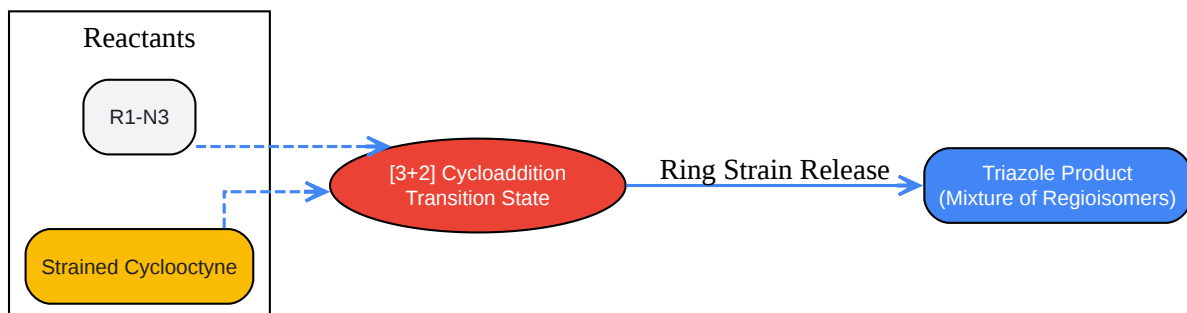 Reactants
R1-N3
Strained Cyclooctyne
[3+2] Cycloaddition
Transition State
Ring Strain Release
Triazole Product
(Mixture of Regioisomers)